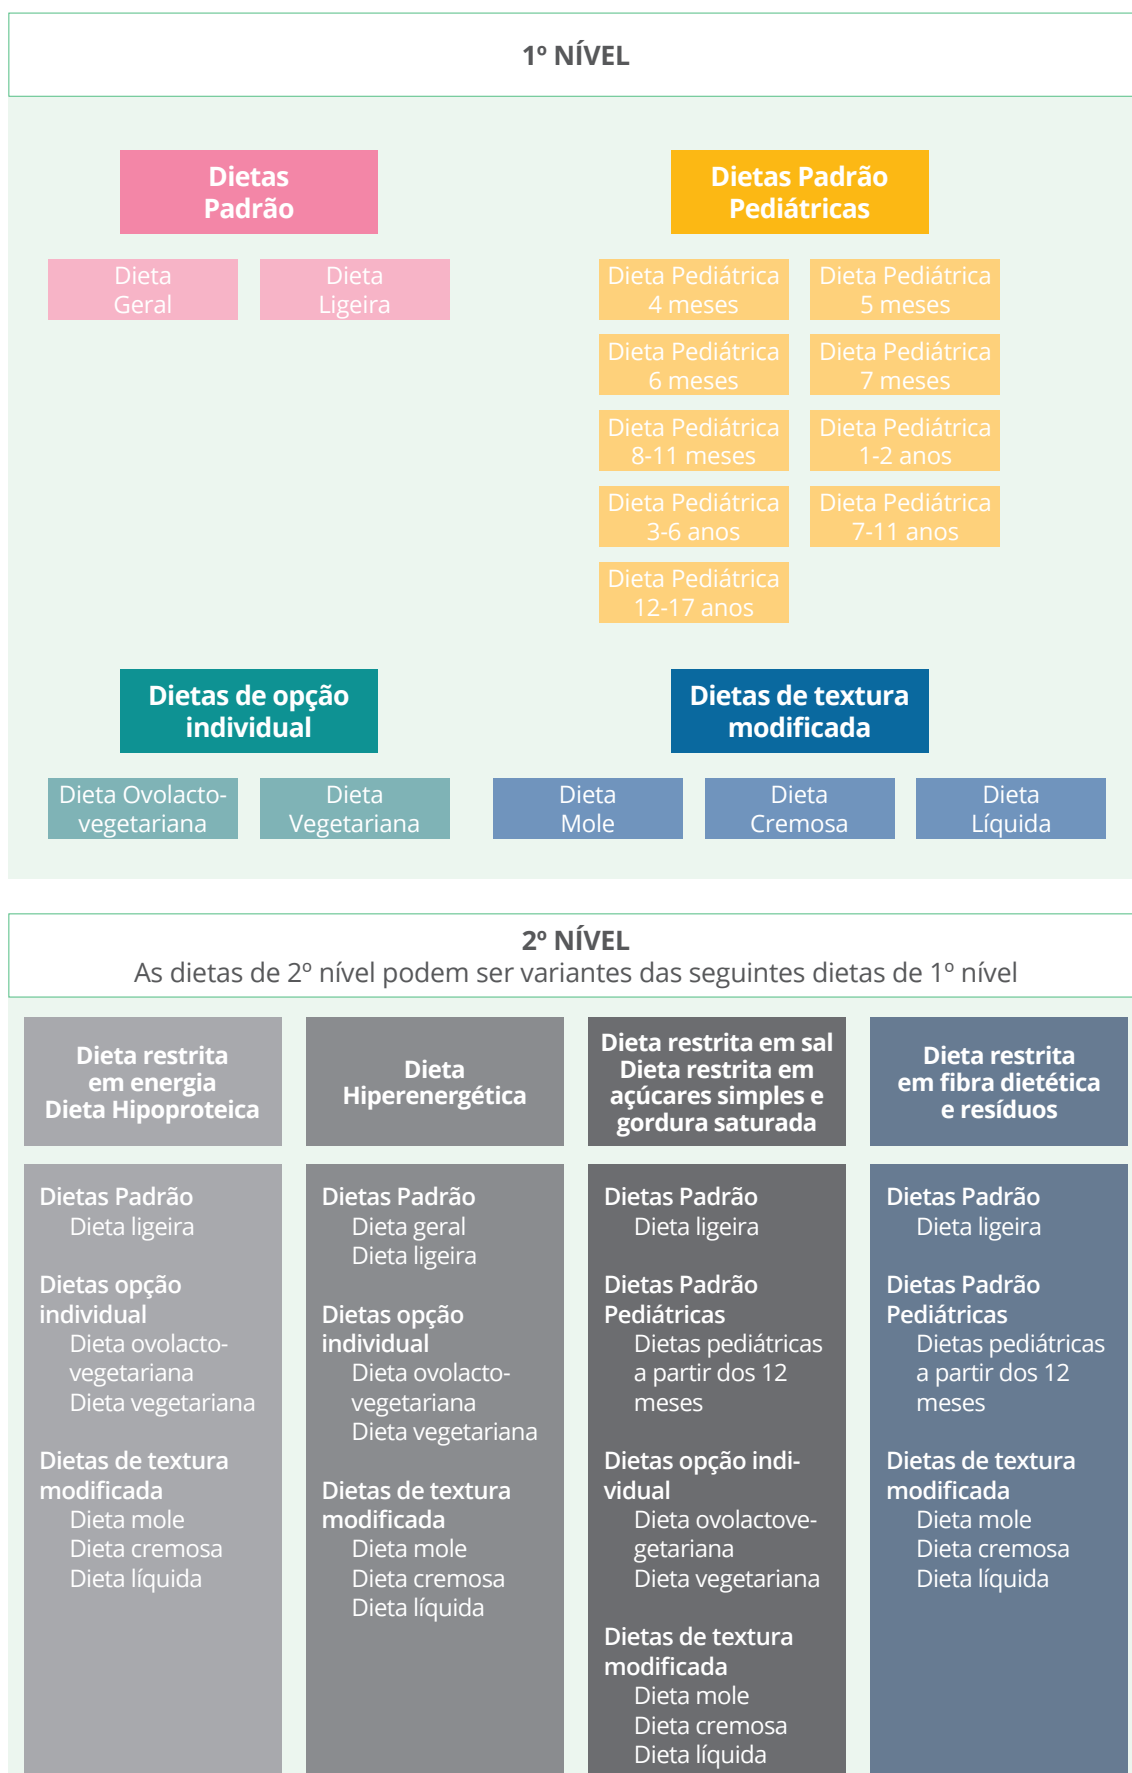 1º NÍVEL
Dietas
Padrão
Dieta
Geral
Dieta
Ligeira
Dietas Padrão
Pediátricas
Dieta Pediátrica
4 meses
Dieta Pediátrica
5 meses
Dieta Pediátrica
6 meses
Dieta Pediátrica
7 meses
Dieta Pediátrica
8-11 meses
Dieta Pediátrica
1-2 anos
Dieta Pediátrica
3-6 anos
Dieta Pediátrica
7-11 anos
Dieta Pediátrica
12-17 anos
Dietas de opção
individual
Dieta Ovolacto-
vegetariana
Dieta
Vegetariana
Dietas de textura
modificada
Dieta
Mole
Dieta
Cremosa
Dieta
Líquida
2º NÍVEL
As dietas de 2º nível podem ser variantes das seguintes dietas de 1º nível
Dieta restrita
em energia
Dieta Hipoproteica
Dietas Padrão
Dieta ligeira
Dietas opção
individual
Dieta ovolacto-
vegetariana
Dieta vegetariana
Dietas de textura
modificada
Dieta mole
Dieta cremosa
Dieta líquida
Dieta
Hiperenergética
Dietas Padrão
Dieta geral
Dieta ligeira
Dietas opção
individual
Dieta ovolacto-
vegetariana
Dieta vegetariana
Dietas de textura
modificada
Dieta mole
Dieta cremosa
Dieta líquida
Dieta restrita em sal
Dieta restrita em
açúcares simples e
gordura saturada
Dietas Padrão
Dieta ligeira
Dietas Padrão
Pediátricas
Dietas pediátricas
a partir dos 12
meses
Dietas opção indi-
vidual
Dieta ovolactove-
getariana
Dieta vegetariana
Dietas de textura
modificada
Dieta mole
Dieta cremosa
Dieta líquida
Dieta restrita
em fibra dietética
e resíduos
Dietas Padrão
Dieta ligeira
Dietas Padrão
Pediátricas
Dietas pediátricas
a partir dos 12
meses
Dietas de textura
modificada
Dieta mole
Dieta cremosa
Dieta líquida